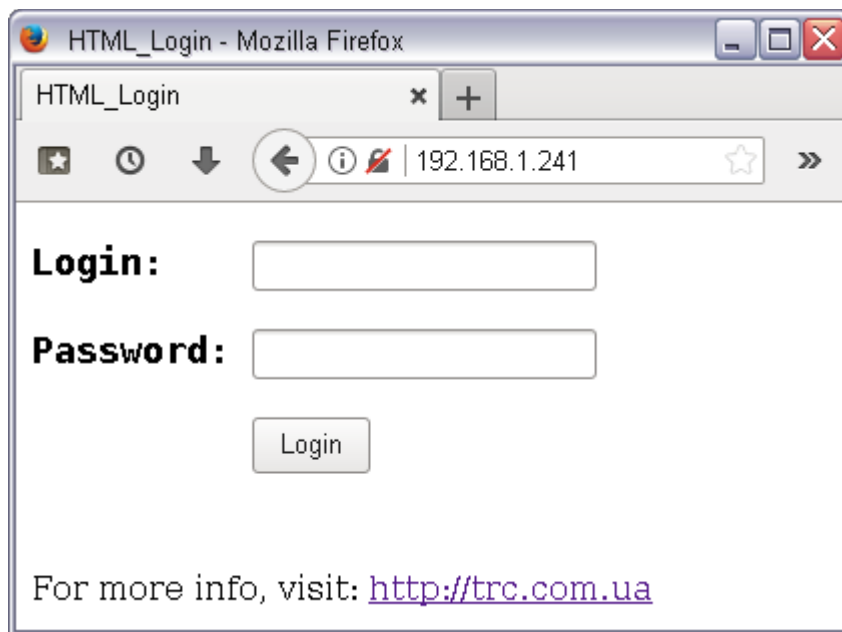 HTML_Login - Mozilla Firefox
HTML_Login
192.168.1.241
Login:
Password:
Login
For more info, visit: http://trc.com.ua